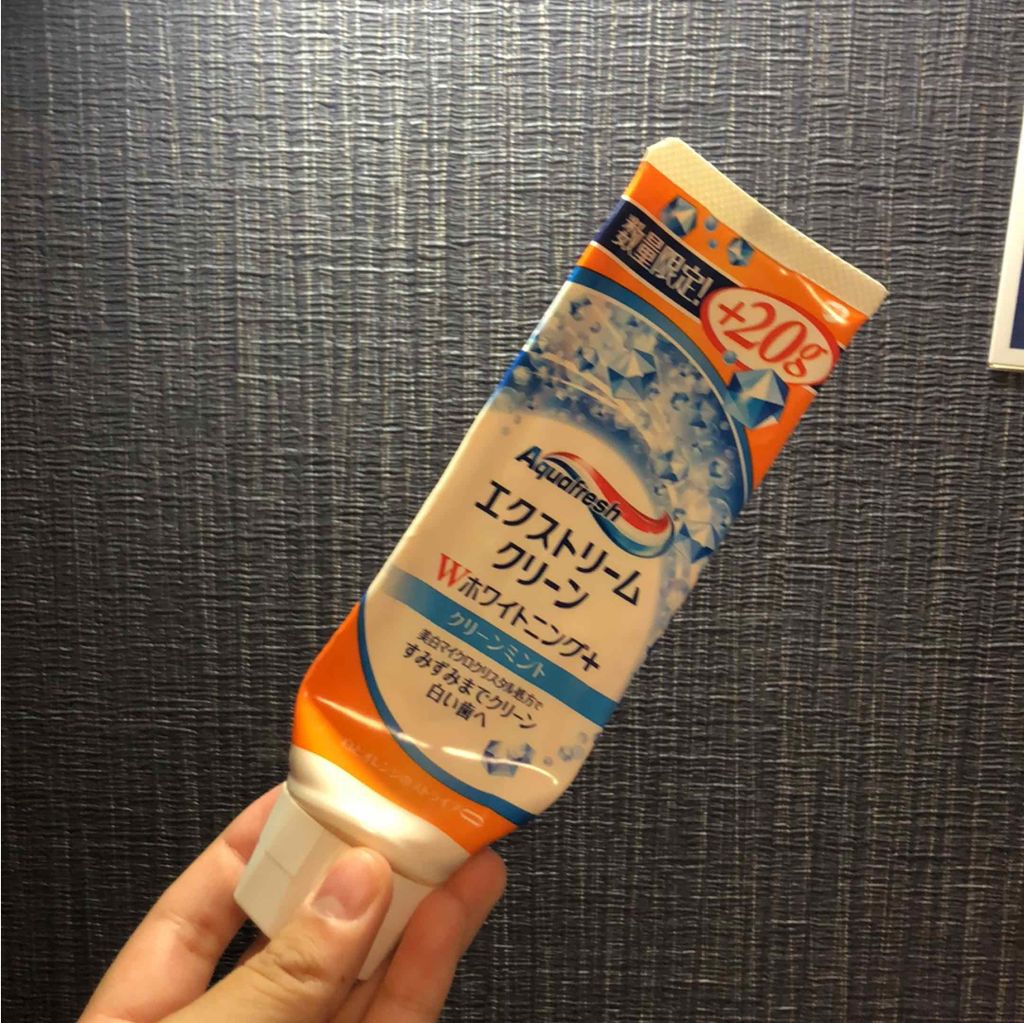 数量限定!
+20g
Aquafresh
エクストリーム
クリーン
Wホワイトニング+
クリーンミント
美白マイクロクリスタル処方で
すみずみまでクリーン
白い歯へ